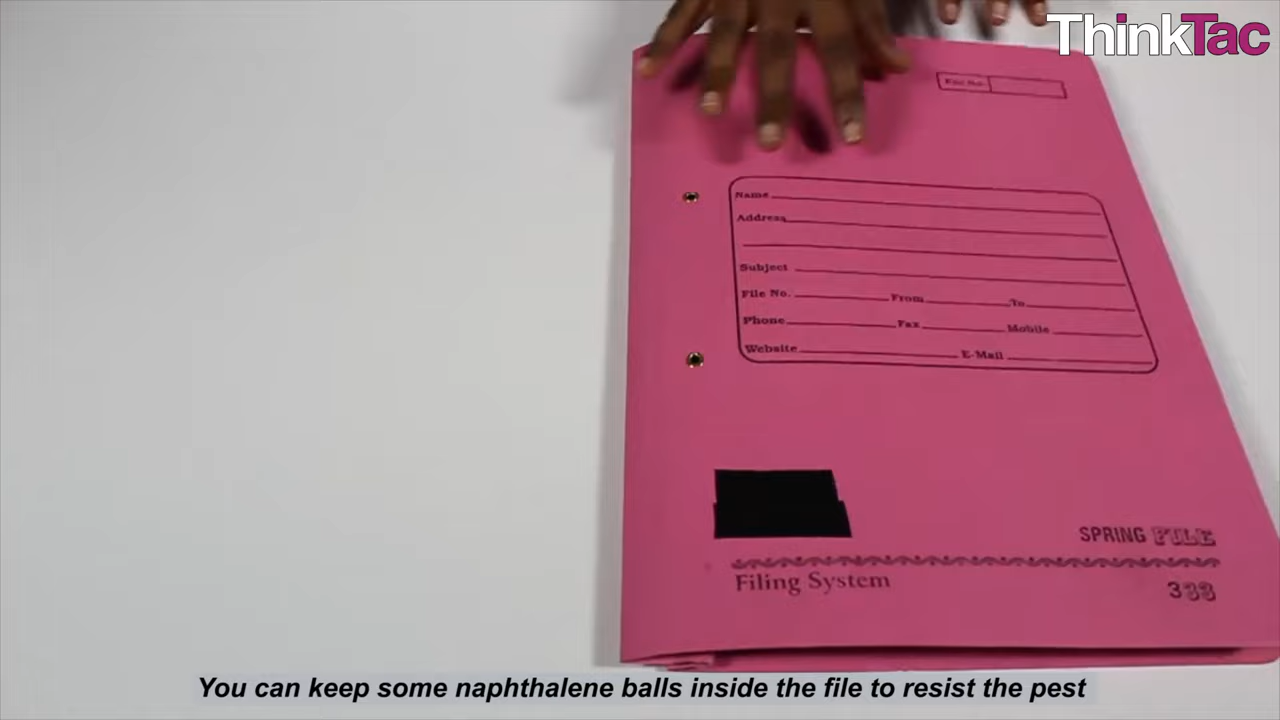 ThinkTac
File No.
Name
Address
Subject
File No. From To
Phone Fax Mobile
Website E-Mail
SPRING FILE
Filing System
333
You can keep some naphthalene balls inside the file to resist the pest